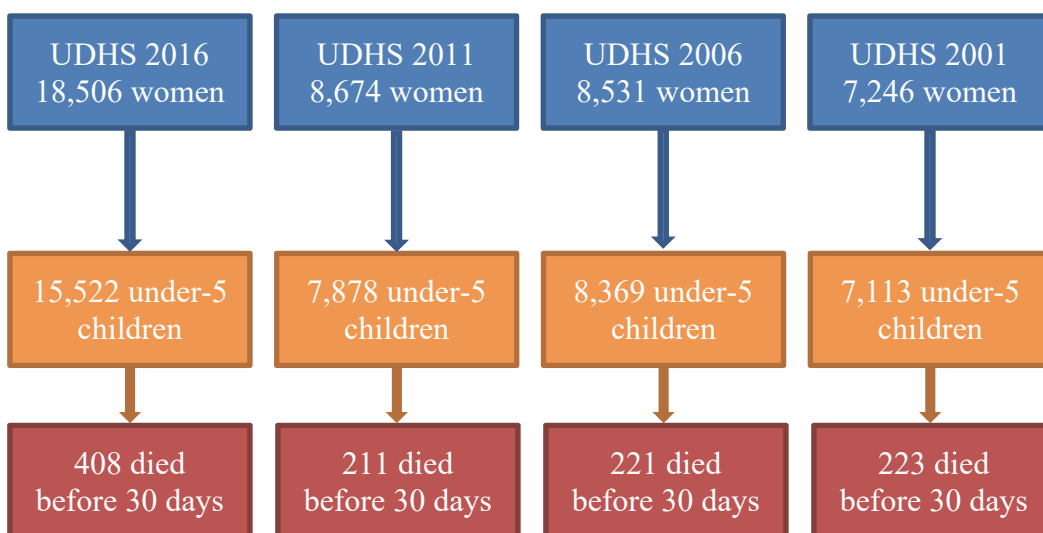 UDHS 2016
18,506 women
UDHS 2011
8,674 women
UDHS 2006
8,531 women
UDHS 2001
7,246 women
15,522 under-5
children
7,878 under-5
children
8,369 under-5
children
7,113 under-5
children
408 died
before 30 days
211 died
before 30 days
221 died
before 30 days
223 died
before 30 days